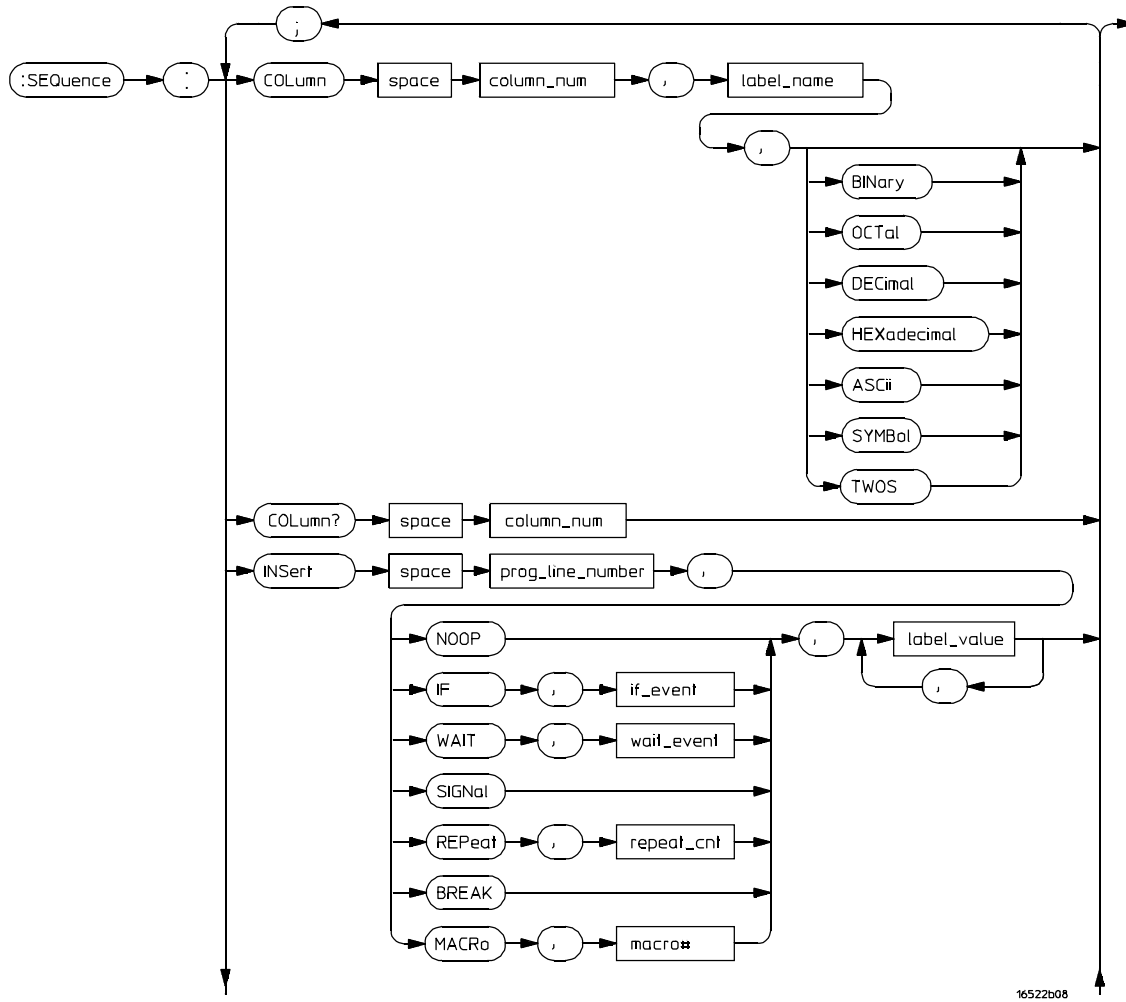 ;
:SEQuence : COLumn space column_num , label_name
,
BINary
OCTal
DECimal
HEXadecimal
ASCii
SYMBol
TWOS
COLumn? space column_num
INSert space prog_line_number ,
NOOP , label_value
IF , if_event ,
WAIT , wait_event
SIGNal
REPeat , repeat_cnt
BREAK
MACRo , macro#
16522b08